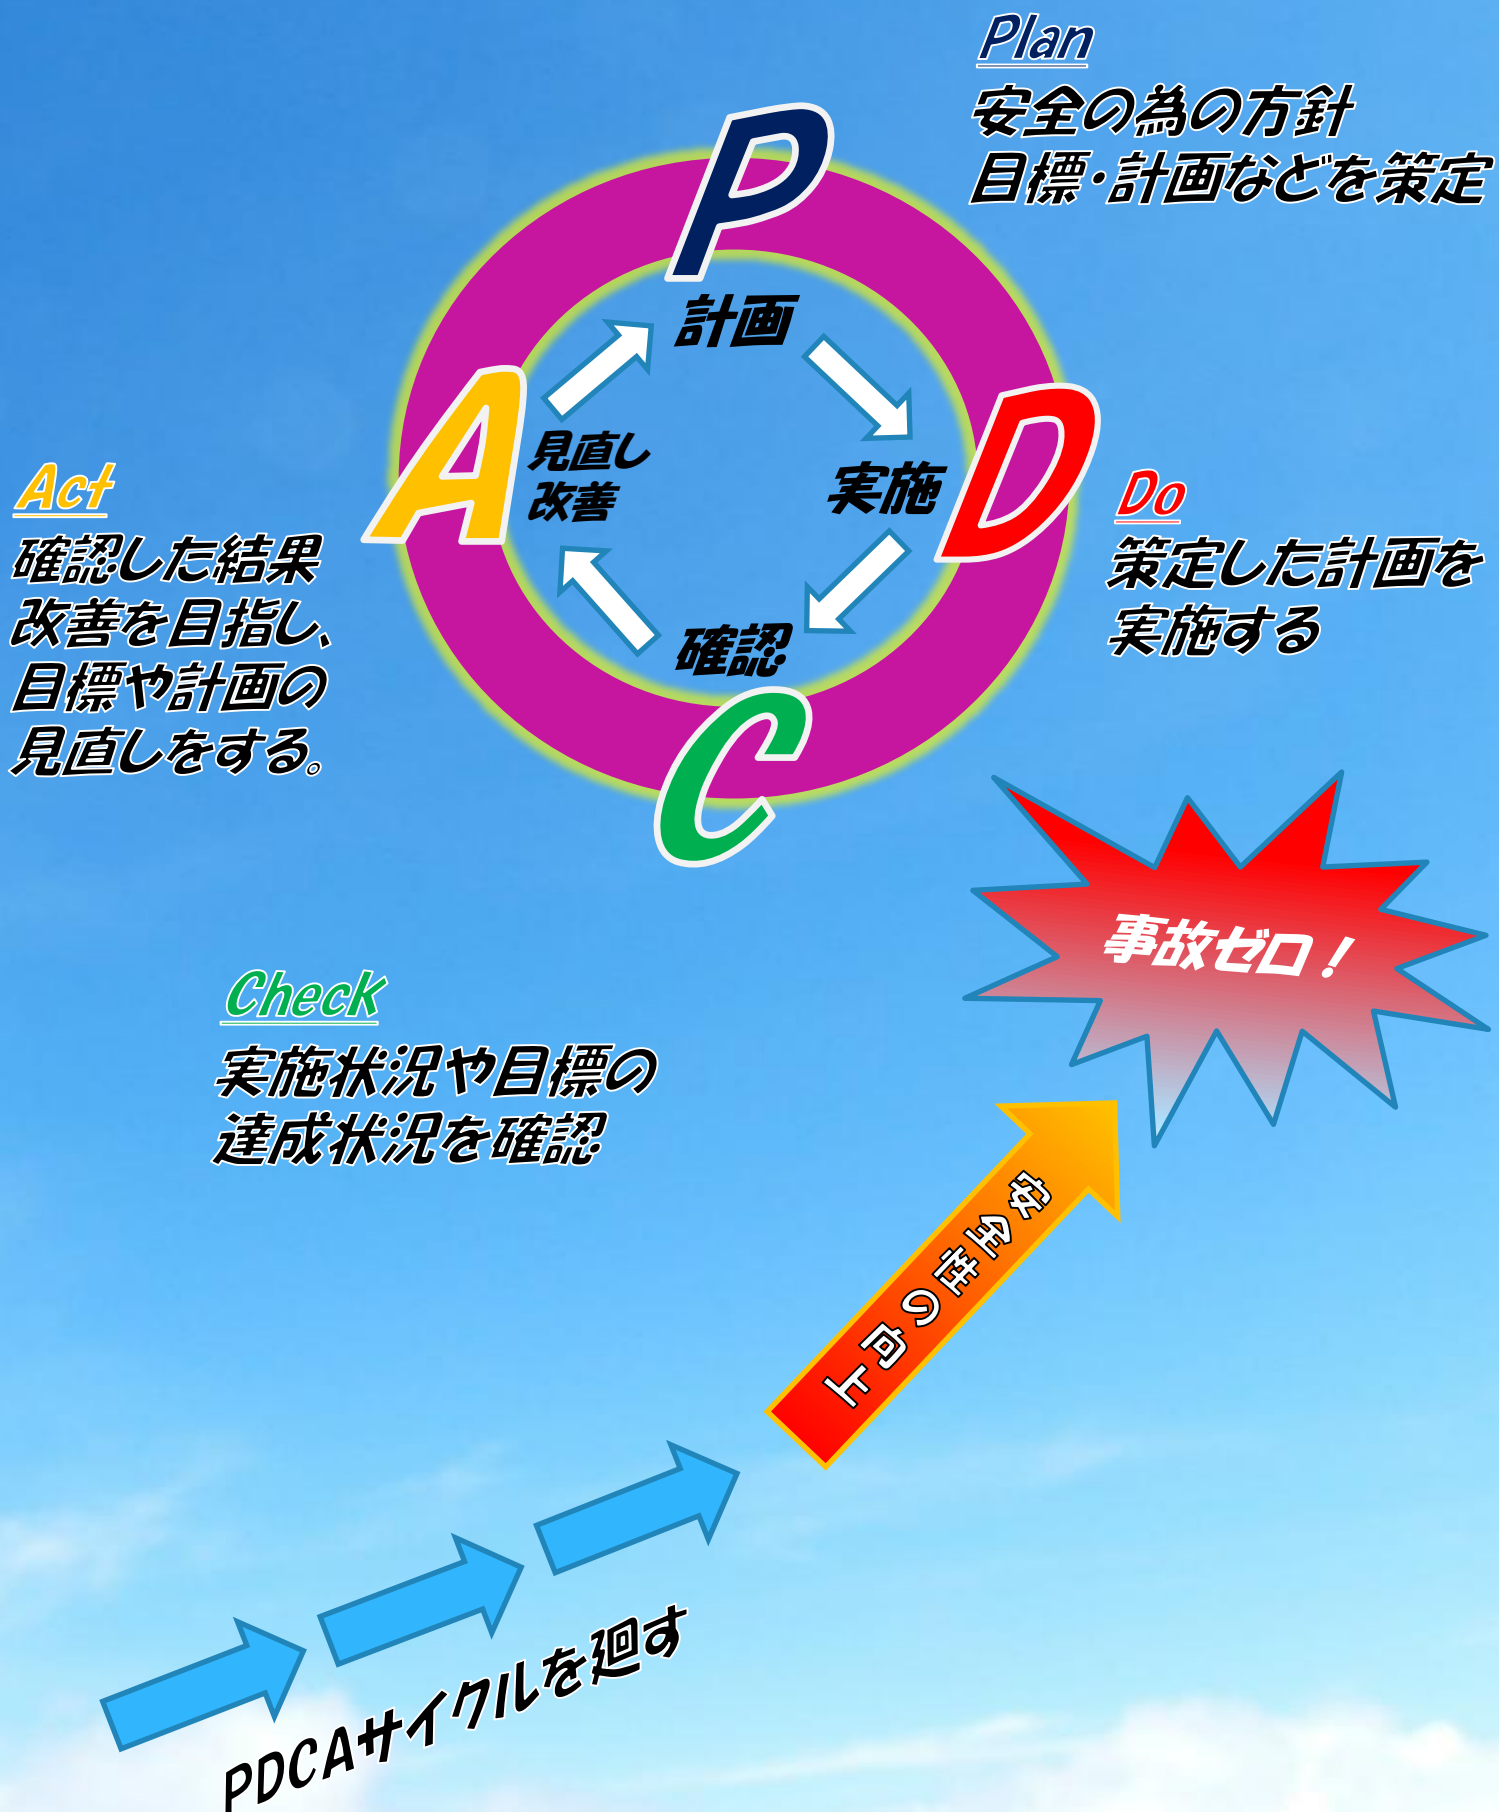 Plan
安全の為の方針
目標・計画などを策定
P
計画
A
見直し
改善
実施
D
Act
確認した結果
改善を目指し、
目標や計画の
見直しをする。
Do
策定した計画を
実施する
確認
C
事故ゼロ！
Check
実施状況や目標の
達成状況を確認
安全性の向上
PDCAサイクルを廻す